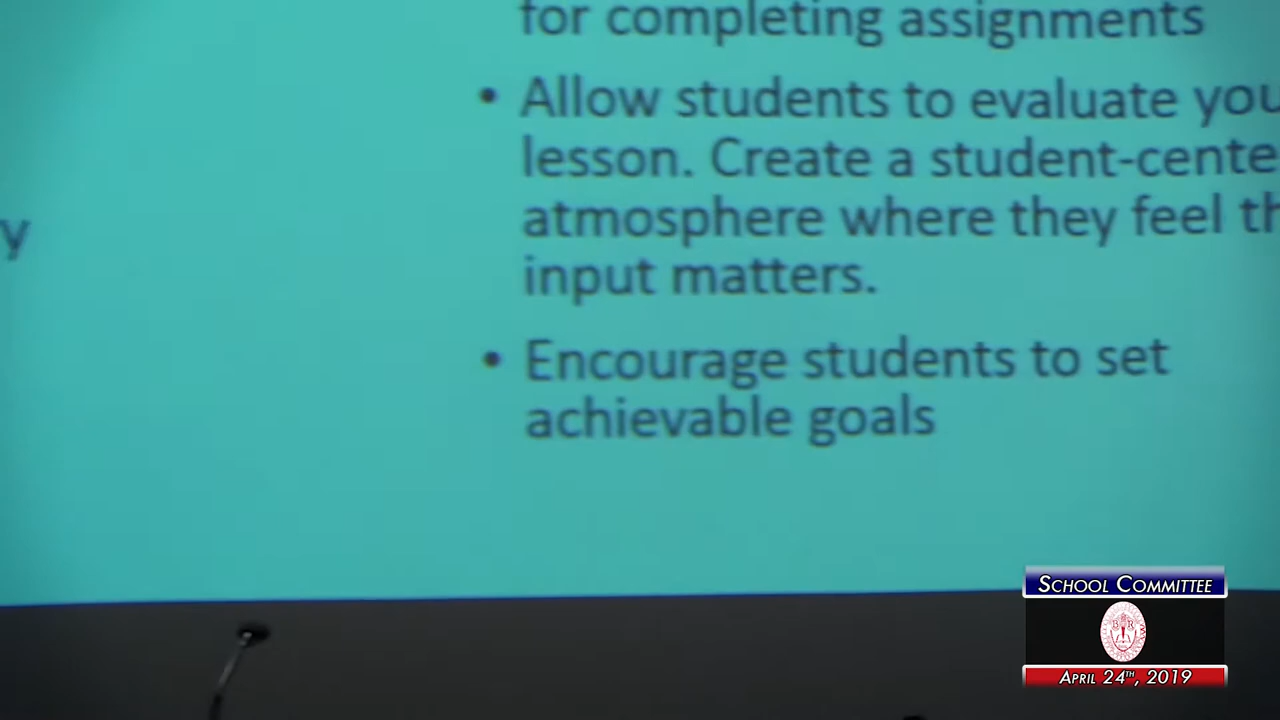 for completing assignments
• Allow students to evaluate you
lesson. Create a student-cente
atmosphere where they feel th
input matters.
y
• Encourage students to set
achievable goals
SCHOOL COMMITTEE
B R
APRIL 24TH, 2019